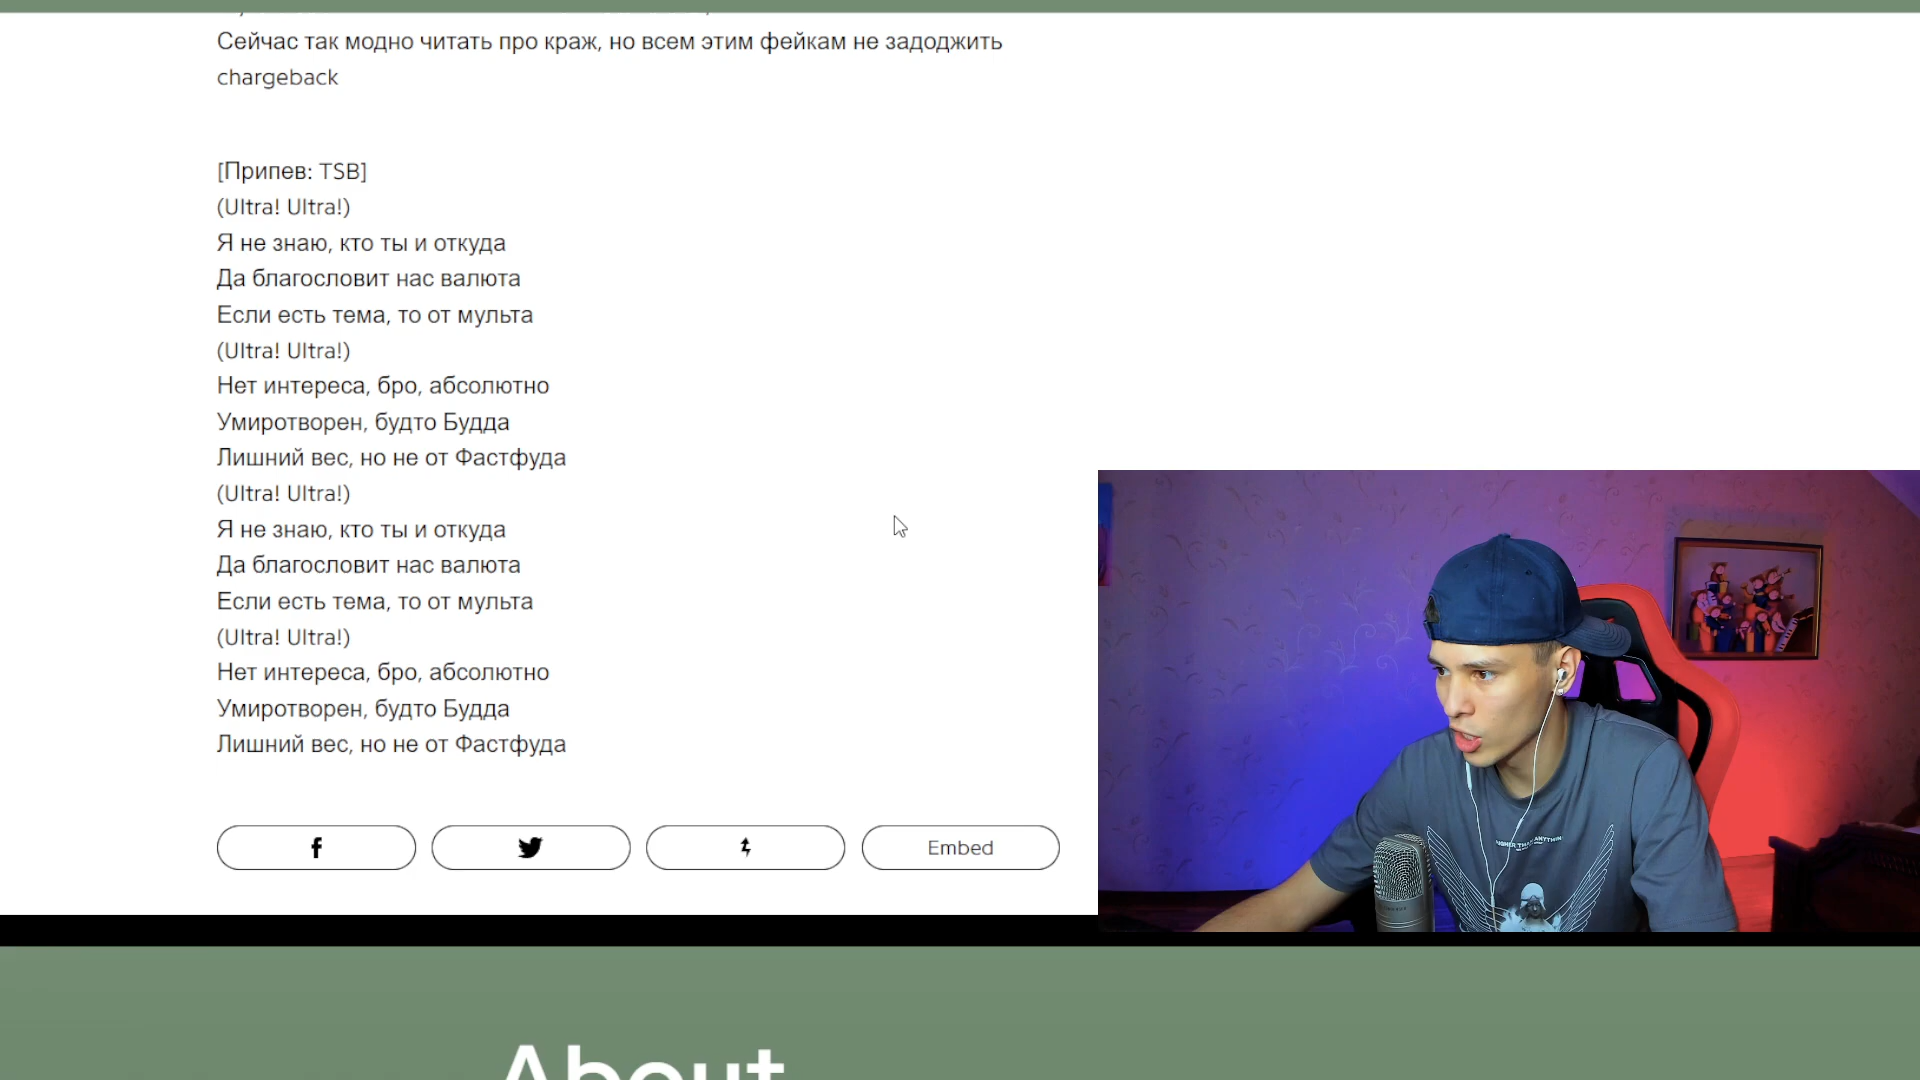 Сейчас так модно читать про краж, но всем этим фейкам не задоджить
chargeback
[Припев: TSB]
(Ultra! Ultra!)
Я не знаю, кто ты и откуда
Да благословит нас валюта
Если есть тема, то от мульта
(Ultra! Ultra!)
Нет интереса, бро, абсолютно
Умиротворен, будто Будда
Лишний вес, но не от Фастфуда
(Ultra! Ultra!)
Я не знаю, кто ты и откуда
Да благословит нас валюта
Если есть тема, то от мульта
(Ultra! Ultra!)
Нет интереса, бро, абсолютно
Умиротворен, будто Будда
Лишний вес, но не от Фастфуда
Embed
About